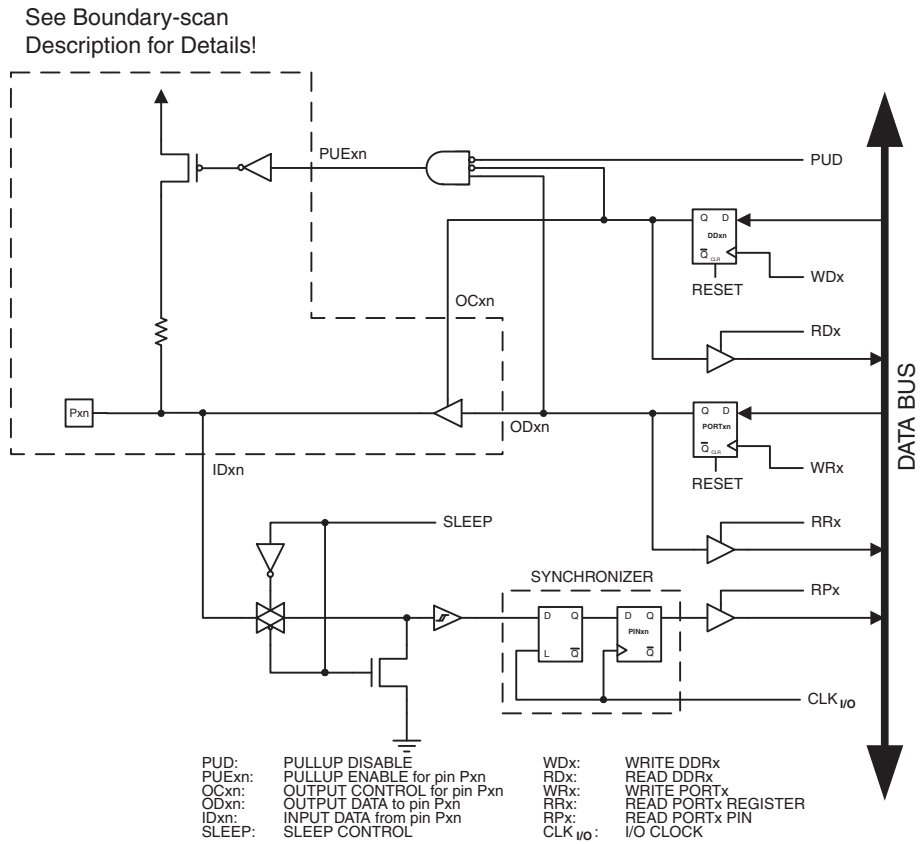 See Boundary-scan
Description for Details!
PUExn
PUD
Q D
DDxn
Q CLR
WDx
RESET
OCxn
RDx
Pxn
ODxn
Q D
PORTxn
Q CLR
WRx
RESET
IDxn
DATA BUS
SLEEP
RRx
SYNCHRONIZER
RPx
D Q
L Q
D Q
PINxn
Q
CLK I/O
PUD: PULLUP DISABLE
PUExn: PULLUP ENABLE for pin Pxn
OCxn: OUTPUT CONTROL for pin Pxn
ODxn: OUTPUT DATA to pin Pxn
IDxn: INPUT DATA from pin Pxn
SLEEP: SLEEP CONTROL
WDx: WRITE DDRx
RDx: READ DDRx
WRx: WRITE PORTx
RRx: READ PORTx REGISTER
RPx: READ PORTx PIN
CLK I/O: I/O CLOCK